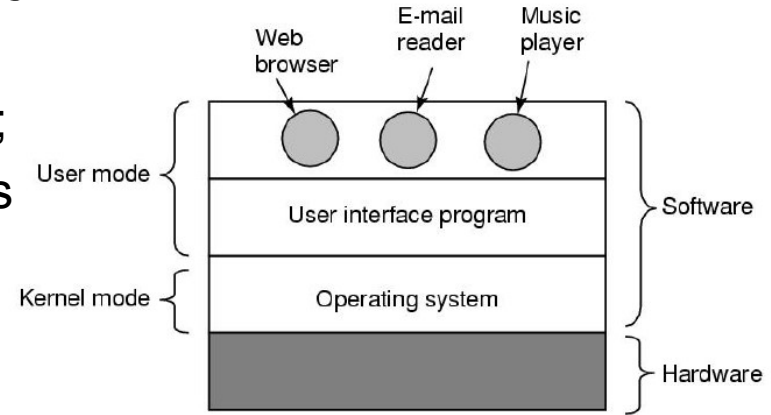 E-mail
reader
Music
player
Web
browser
;
User mode
s
User interface program
Software
Kernel mode
Operating system
Hardware